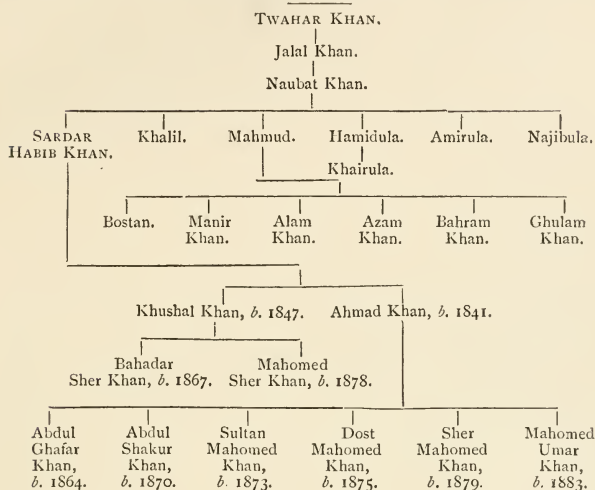 TWAHAR KHAN.
Jalal Khan.
Naubat Khan.
SARDAR HABIB KHAN.
Khalil.
Mahmud.
Hamidula.
Amirula.
Najibula.
Khairula.
Bostan.
Manir Khan.
Alam Khan.
Azam Khan.
Bahram Khan.
Ghulam Khan.
Khushal Khan, b. 1847.
Ahmad Khan, b. 1841.
Bahadar Sher Khan, b. 1867.
Mahomed Sher Khan, b. 1878.
Abdul Ghafar Khan, b. 1864.
Abdul Shakur Khan, b. 1870.
Sultan Mahomed Khan, b. 1873.
Dost Mahomed Khan, b. 1875.
Sher Mahomed Khan, b. 1879.
Mahomed Umar Khan, b. 1883.